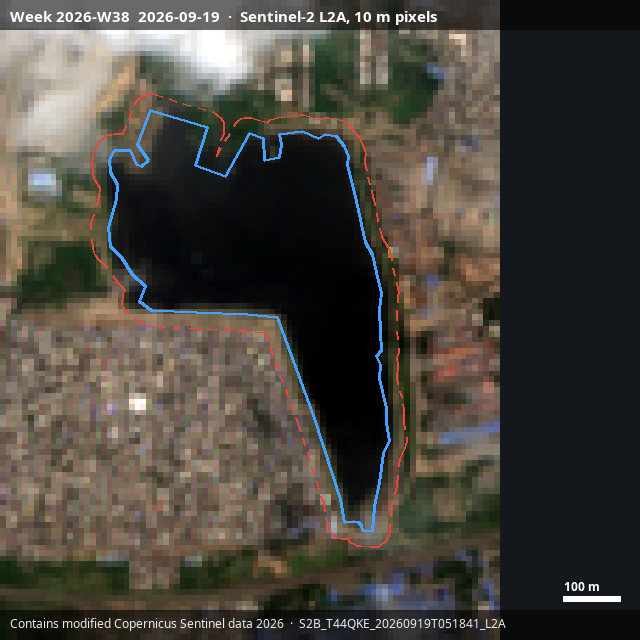 Week 2026-W38  2026-09-19  ·  Sentinel-2 L2A, 10 m pixels
100 m
Contains modified Copernicus Sentinel data 2026  ·  S2B_T44QKE_20260919T051841_L2A